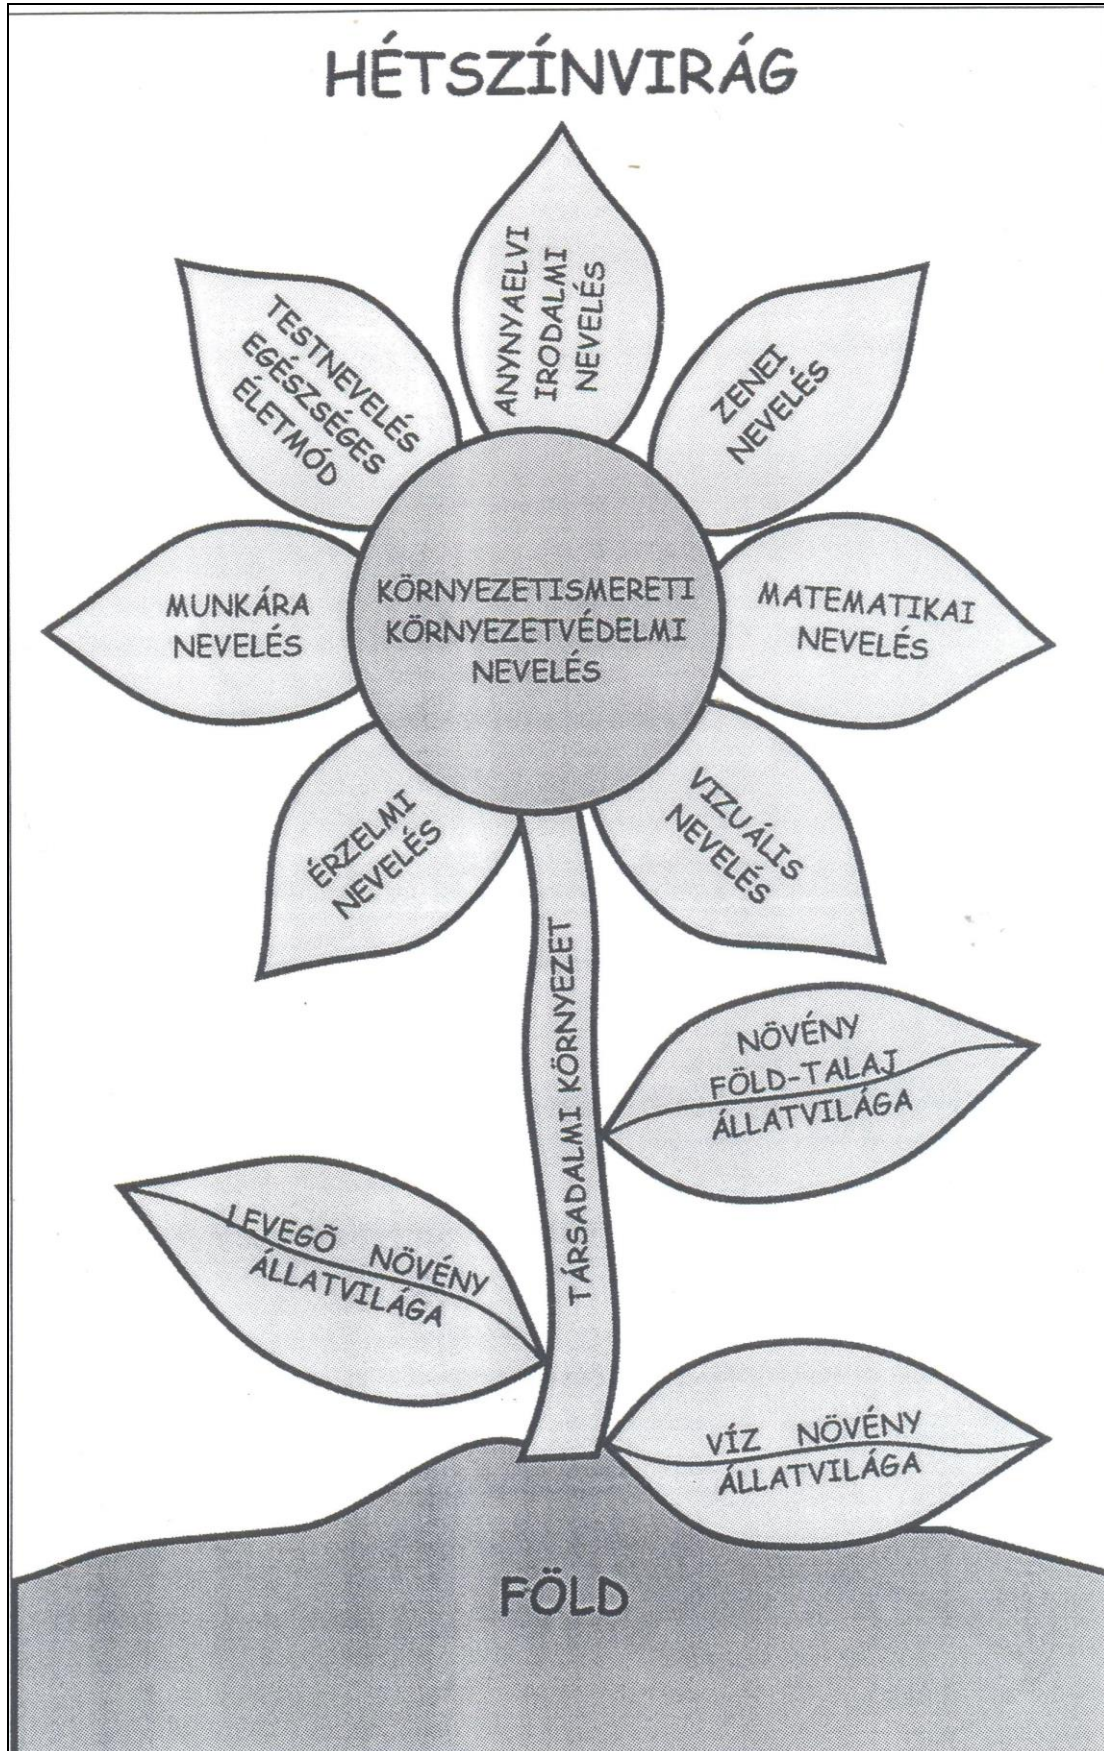 HÉTSZÍNVIRÁG
ANYNYAELVI
IRODALMI
NEVELÉS
TESTNEVELÉS
EGÉSZSÉGES
ÉLETMÓD
ZENEI
NEVELÉS
MUNKÁRA
NEVELÉS
KÖRNYEZETISMERETI
KÖRNYEZETVÉDELMI
NEVELÉS
MATEMATIKAI
NEVELÉS
ÉRZELMI
NEVELÉS
VIZUÁLIS
NEVELÉS
TÁRSADALMI KÖRNYEZET
NÖVÉNY
FÖLD-TALAJ
ÁLLATVILÁGA
LEVEGÕ NÖVÉNY
ÁLLATVILÁGA
VÍZ NÖVÉNY
ÁLLATVILÁGA
FÖLD